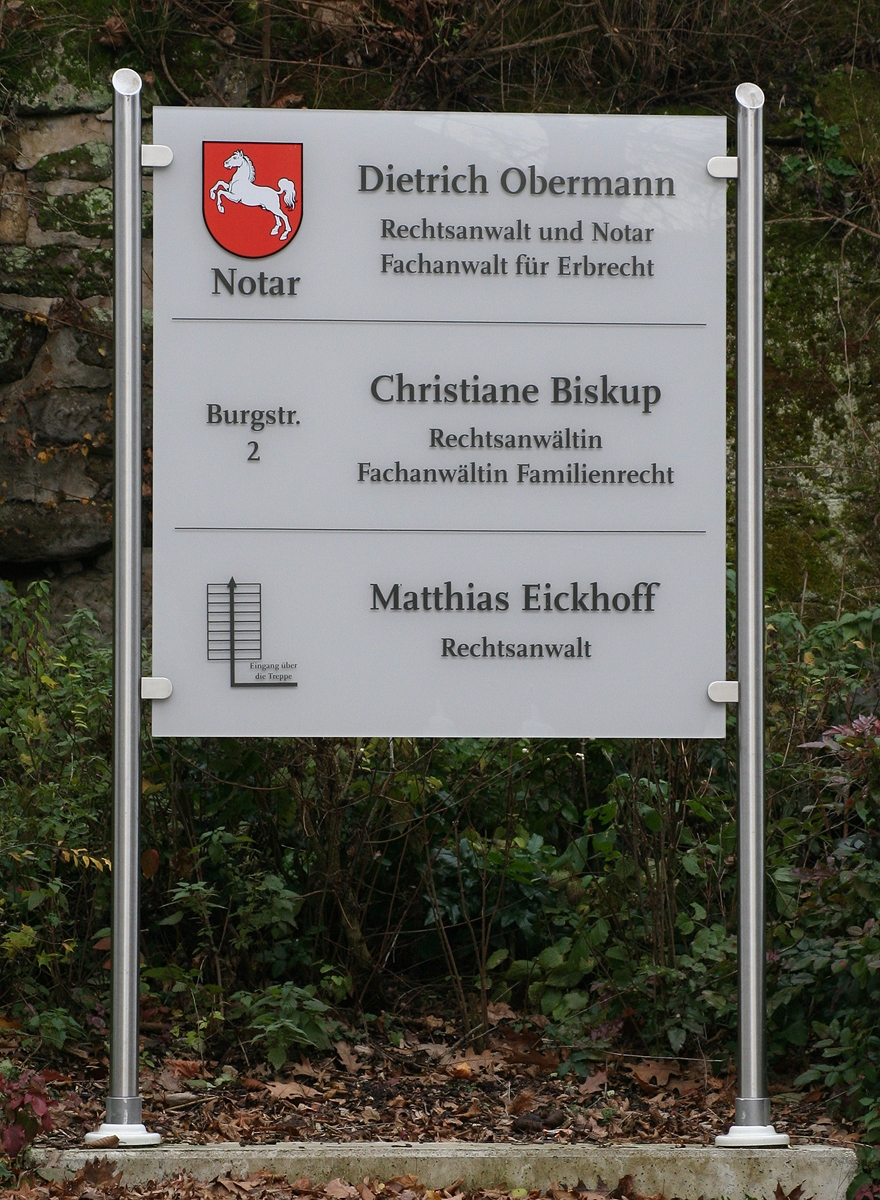 Notar
Dietrich Obermann
Rechtsanwalt und Notar
Fachanwalt für Erbrecht
Burgstr.
2
Christiane Biskup
Rechtsanwältin
Fachanwältin Familienrecht
Eingang über
die Treppe
Matthias Eickhoff
Rechtsanwalt